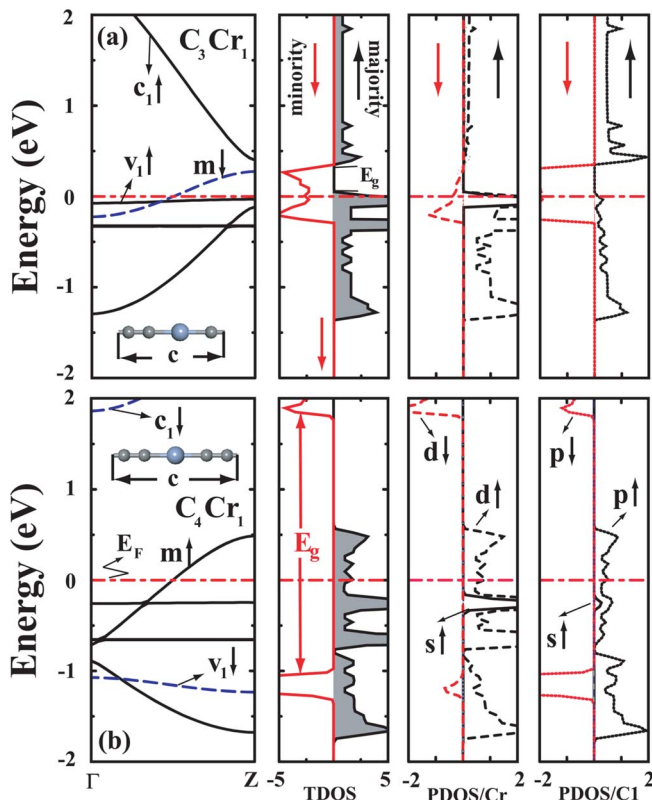 (a)
C3Cr1
c1↑
v1↑
m↓
c
minority
majority
Eg
Energy (eV)
2
1
0
-1
-2
C4Cr1
c1↓
c
EF
m↑
v1↓
(b)
Eg
d↓
d↑
s↑
p↓
p↑
s↑
Energy (eV)
2
1
0
-1
-2
Γ Z
-5 5
-2 2
-2 2
TDOS
PDOS/Cr
PDOS/C1